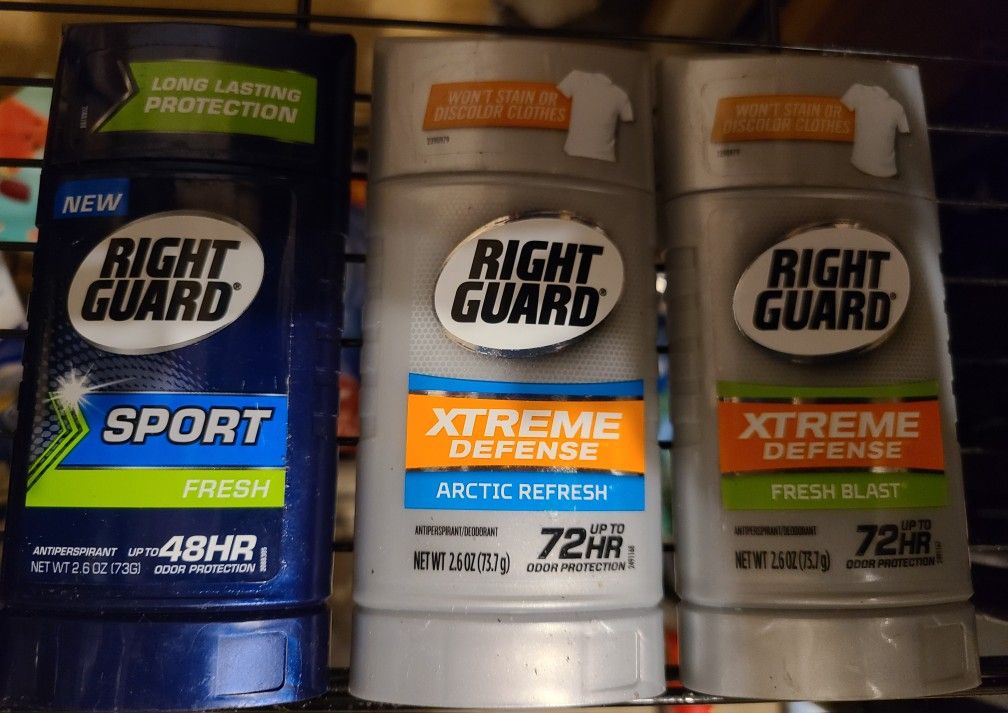 LONG LASTING
PROTECTION
NEW
RIGHT
GUARD®
SPORT
FRESH
ANTIPERSPIRANT UP TO 48HR
NET WT 2.6 OZ (73G) ODOR PROTECTION
WON'T STAIN OR
DISCOLOR CLOTHES
RIGHT
GUARD®
XTREME
DEFENSE
ARCTIC REFRESH
ANTIPERSPIRANT/DEODORANT
NET WT 2.6 OZ (73.7 g)
UP TO
72HR
ODOR PROTECTION
WON'T STAIN OR
DISCOLOR CLOTHES
RIGHT
GUARD®
XTREME
DEFENSE
FRESH BLAST
ANTIPERSPIRANT/DEODORANT
NET WT 2.6 OZ (73.7 g)
UP TO
72HR
ODOR PROTECTION